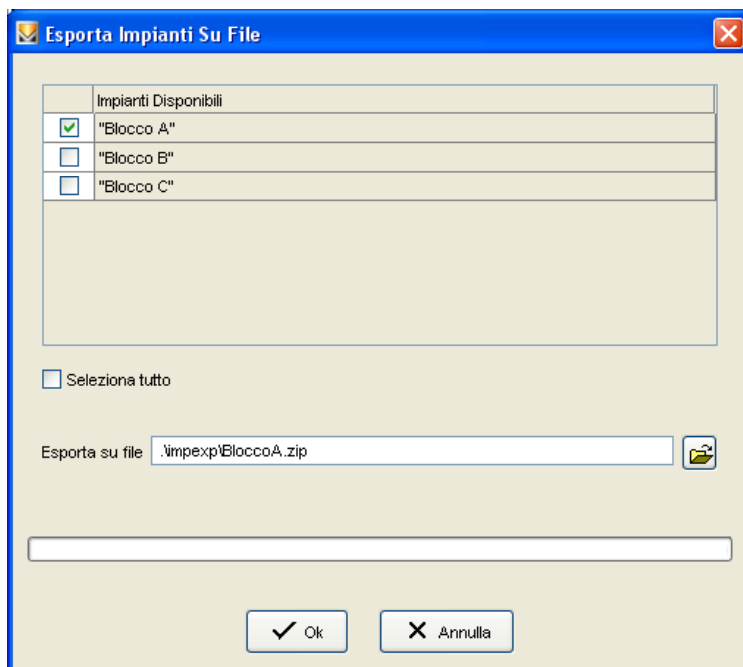 Esporta Impianti Su File
Impianti Disponibili
"Blocco A"
"Blocco B"
"Blocco C"
Seleziona tutto
Esporta su file .\impexp\BloccoA.zip
Ok Annulla